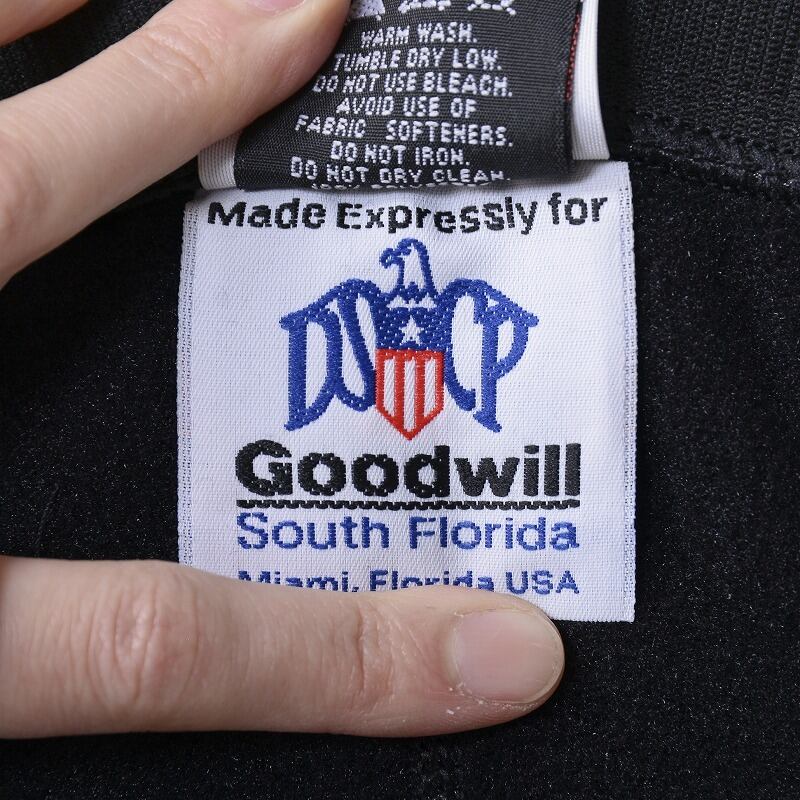 WARM WASH.
TUMBLE DRY LOW.
DO NOT USE BLEACH.
AVOID USE OF
FABRIC SOFTENERS.
DO NOT IRON.
DO NOT DRY CLEAN.
Made Expressly for
DSCP
Goodwill
South Florida
Miami, Florida USA